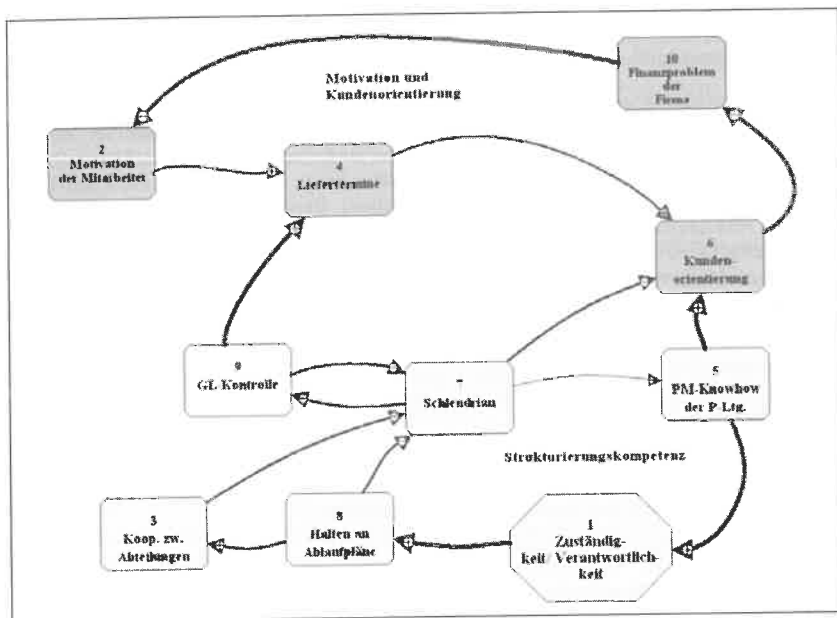 10
Finanzproblem
der
Firma
Motivation und
Kundenorientierung
2
Motivation
der Mitarbeiter
4
Liefertermine
6
Kunden-
orientierung
9
GL Kontrolle
7
Schlendrian
5
PM-Knowhow
der P-Ltg.
Strukturierungskompetenz
3
Koop. zw.
Abteilungen
8
Halten an
Ablaufpläne
1
Zuständig-
keit/Verantwortlich-
keit